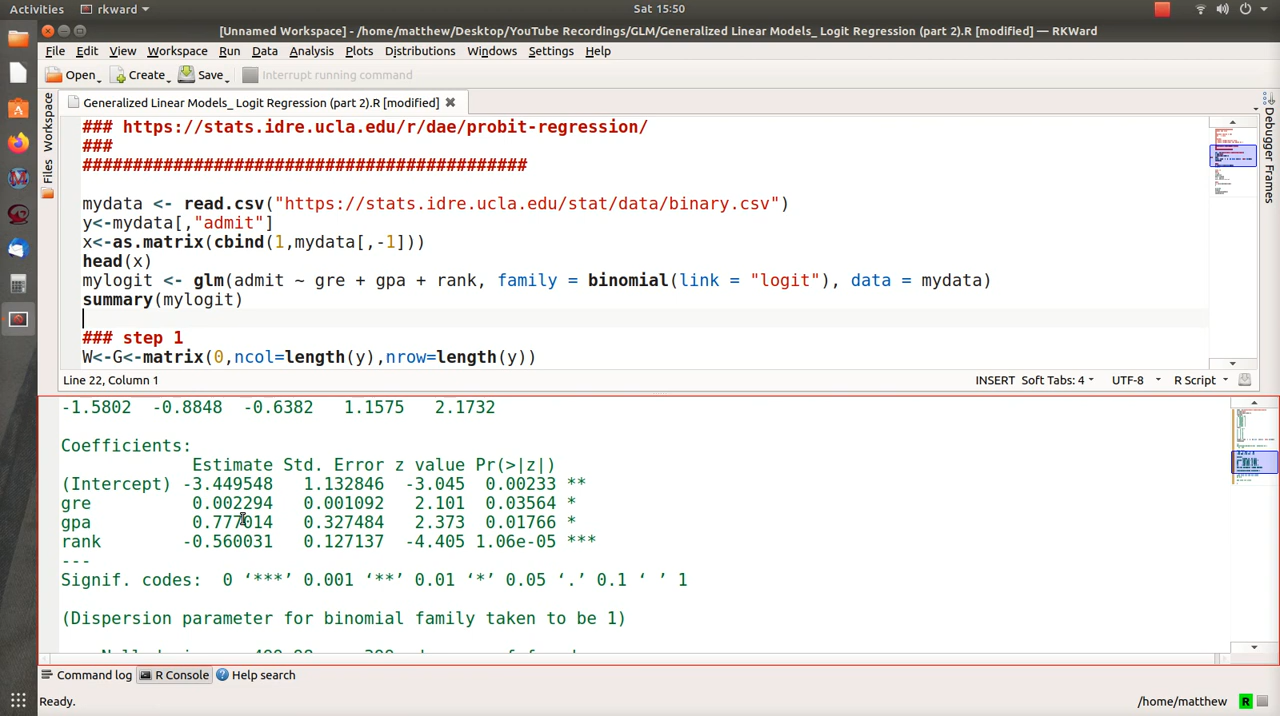 Activities rkward Sat 15:50
[Unnamed Workspace] - /home/matthew/Desktop/YouTube Recordings/GLM/Generalized Linear Models_ Logit Regression (part 2).R [modified] — RKWard
File Edit View Workspace Run Data Analysis Plots Distributions Windows Settings Help
Open Create Save Interrupt running command
Generalized Linear Models_ Logit Regression (part 2).R [modified]
Workspace
Files
Debugger Frames
### https://stats.idre.ucla.edu/r/dae/probit-regression/
###
############################################
mydata <- read.csv("https://stats.idre.ucla.edu/stat/data/binary.csv")
y<-mydata[,"admit"]
x<-as.matrix(cbind(1,mydata[,-1]))
head(x)
mylogit <- glm(admit ~ gre + gpa + rank, family = binomial(link = "logit"), data = mydata)
summary(mylogit)
### step 1
W<-G<-matrix(0,ncol=length(y),nrow=length(y))
Line 22, Column 1 INSERT Soft Tabs: 4 UTF-8 R Script
-1.5802 -0.8848 -0.6382 1.1575 2.1732
Coefficients:
Estimate Std. Error z value Pr(>|z|)
(Intercept) -3.449548 1.132846 -3.045 0.00233 **
gre 0.002294 0.001092 2.101 0.03564 *
gpa 0.777014 0.327484 2.373 0.01766 *
rank -0.560031 0.127137 -4.405 1.06e-05 ***
---
Signif. codes: 0 ‘***’ 0.001 ‘**’ 0.01 ‘*’ 0.05 ‘.’ 0.1 ‘ ’ 1
(Dispersion parameter for binomial family taken to be 1)
Command log R Console Help search
Ready. /home/matthew R